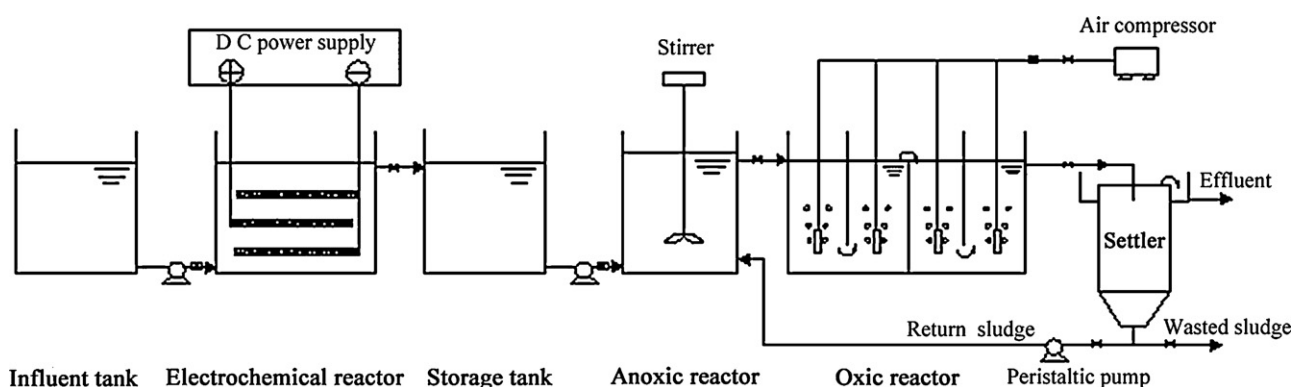 Air compressor
D C power supply
Stirrer
Effluent
Settler
Return sludge
Wasted sludge
Influent tank
Electrochemical reactor
Storage tank
Anoxic reactor
Oxic reactor
Peristaltic pump